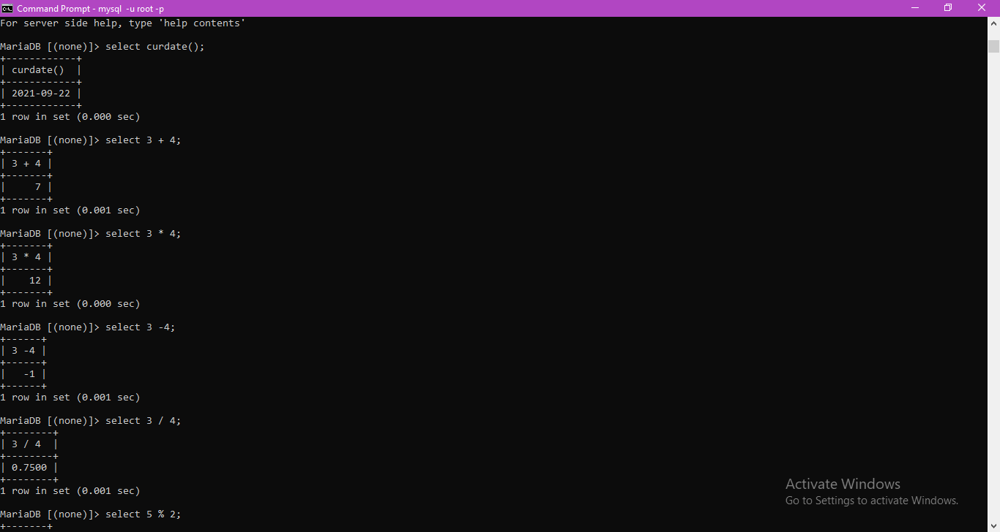 Command Prompt - mysql  -u root -p
For server side help, type 'help contents'
MariaDB [(none)]> select curdate();
+------------+
| curdate()  |
+------------+
| 2021-09-22 |
+------------+
1 row in set (0.000 sec)
MariaDB [(none)]> select 3 + 4;
+-------+
| 3 + 4 |
+-------+
|     7 |
+-------+
1 row in set (0.001 sec)
MariaDB [(none)]> select 3 * 4;
+-------+
| 3 * 4 |
+-------+
|    12 |
+-------+
1 row in set (0.000 sec)
MariaDB [(none)]> select 3 -4;
+------+
| 3 -4 |
+------+
|   -1 |
+------+
1 row in set (0.001 sec)
MariaDB [(none)]> select 3 / 4;
+--------+
| 3 / 4  |
+--------+
| 0.7500 |
+--------+
1 row in set (0.001 sec)
MariaDB [(none)]> select 5 % 2;
+-------+
Activate Windows
Go to Settings to activate Windows.